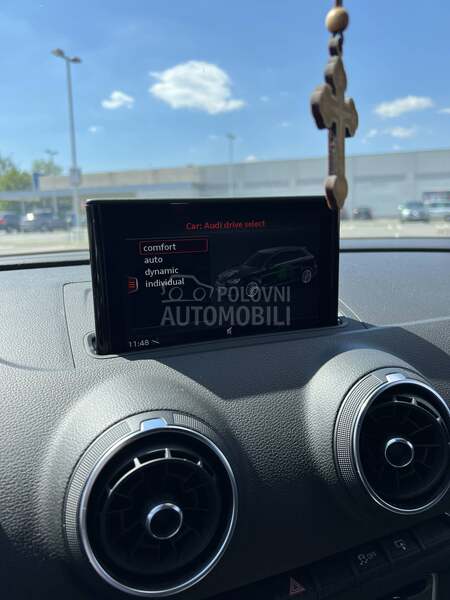 Car: Audi drive select
comfort
auto
dynamic
individual
POLOVNI
AUTOMOBILI
11:48